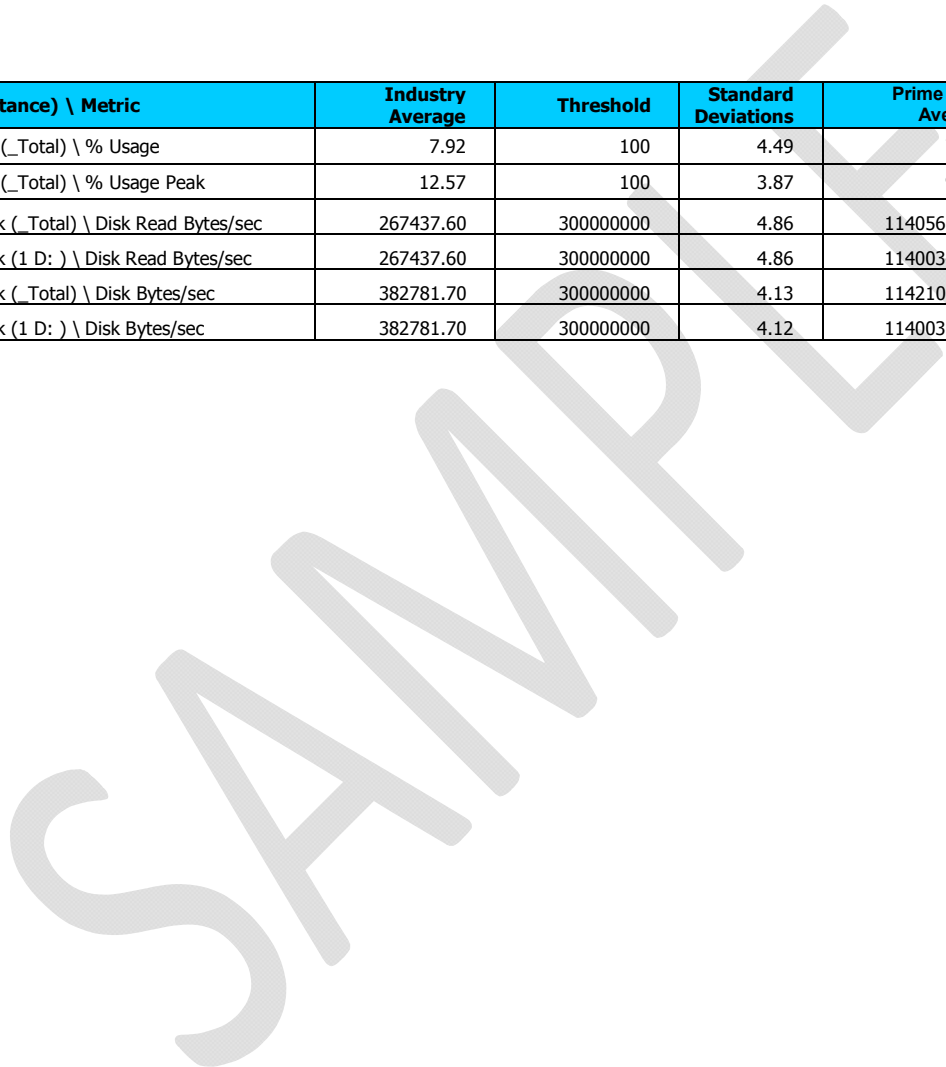 tance) \ Metric Industry Average Threshold Standard Deviations Prime Ave
(_Total) \ % Usage 7.92 100 4.49
(_Total) \ % Usage Peak 12.57 100 3.87
k (_Total) \ Disk Read Bytes/sec 267437.60 300000000 4.86 114056
k (1 D: ) \ Disk Read Bytes/sec 267437.60 300000000 4.86 114003
k (_Total) \ Disk Bytes/sec 382781.70 300000000 4.13 114210
k (1 D: ) \ Disk Bytes/sec 382781.70 300000000 4.12 114003
SAMPLE